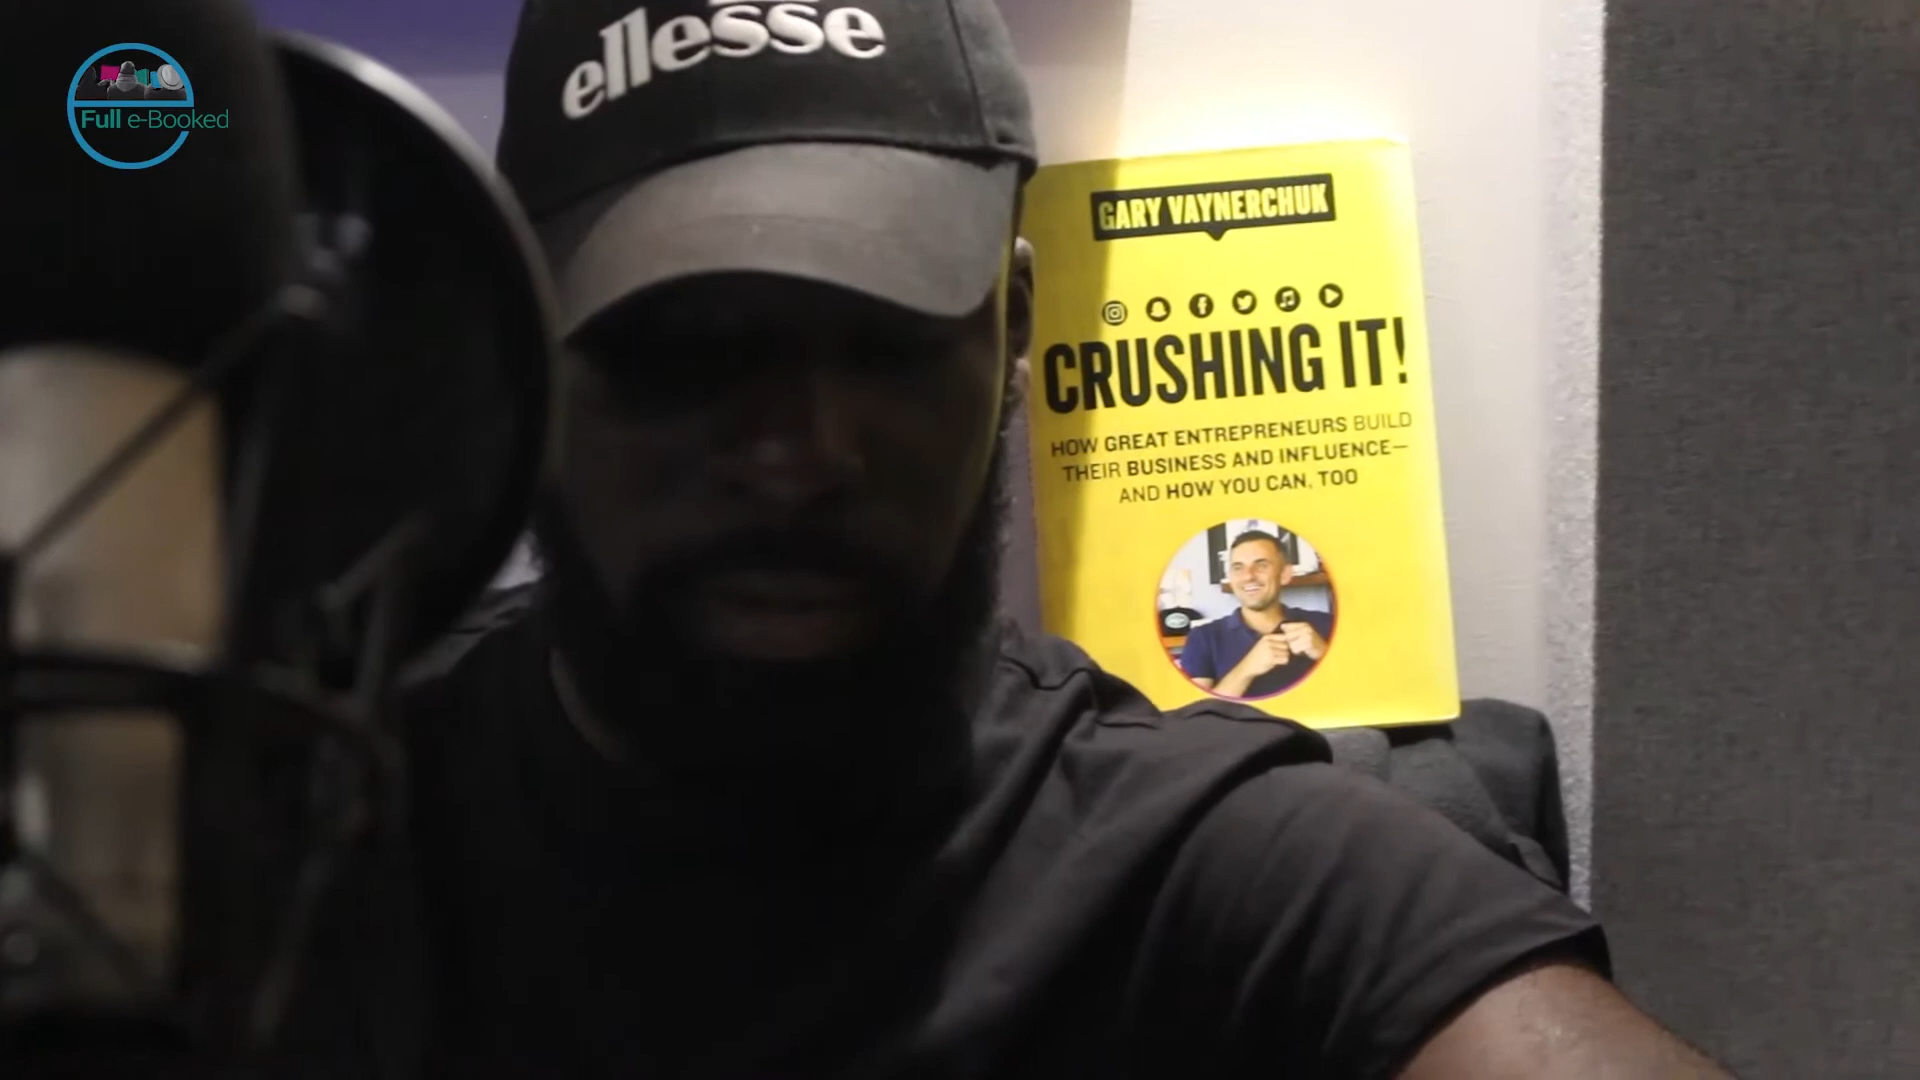 Full e-Booked
ellesse
GARY VAYNERCHUK
CRUSHING IT!
HOW GREAT ENTREPRENEURS BUILD
THEIR BUSINESS AND INFLUENCE—
AND HOW YOU CAN, TOO